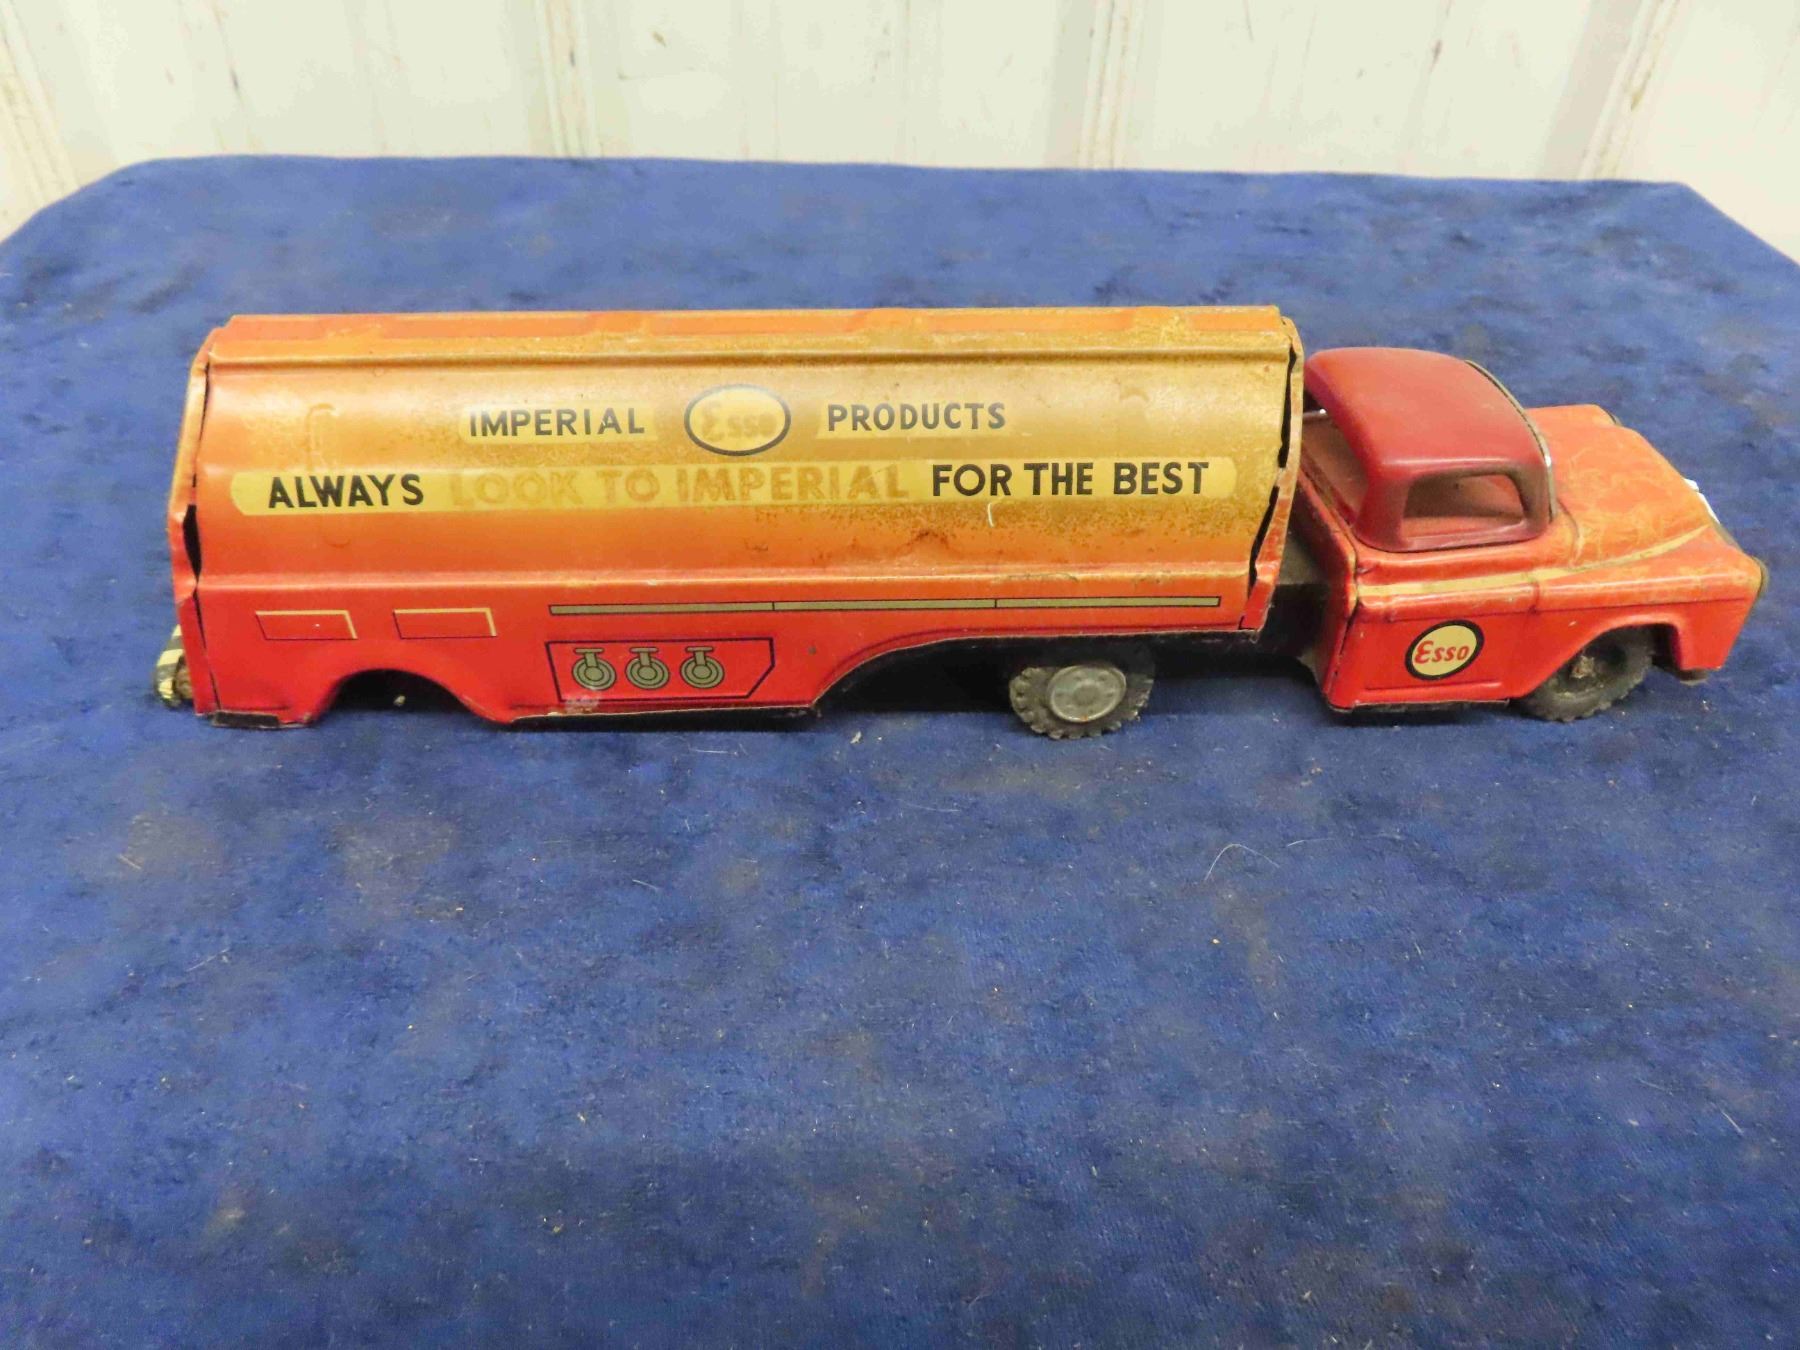 IMPERIAL Esso PRODUCTS
ALWAYS LOOK TO IMPERIAL FOR THE BEST
Esso